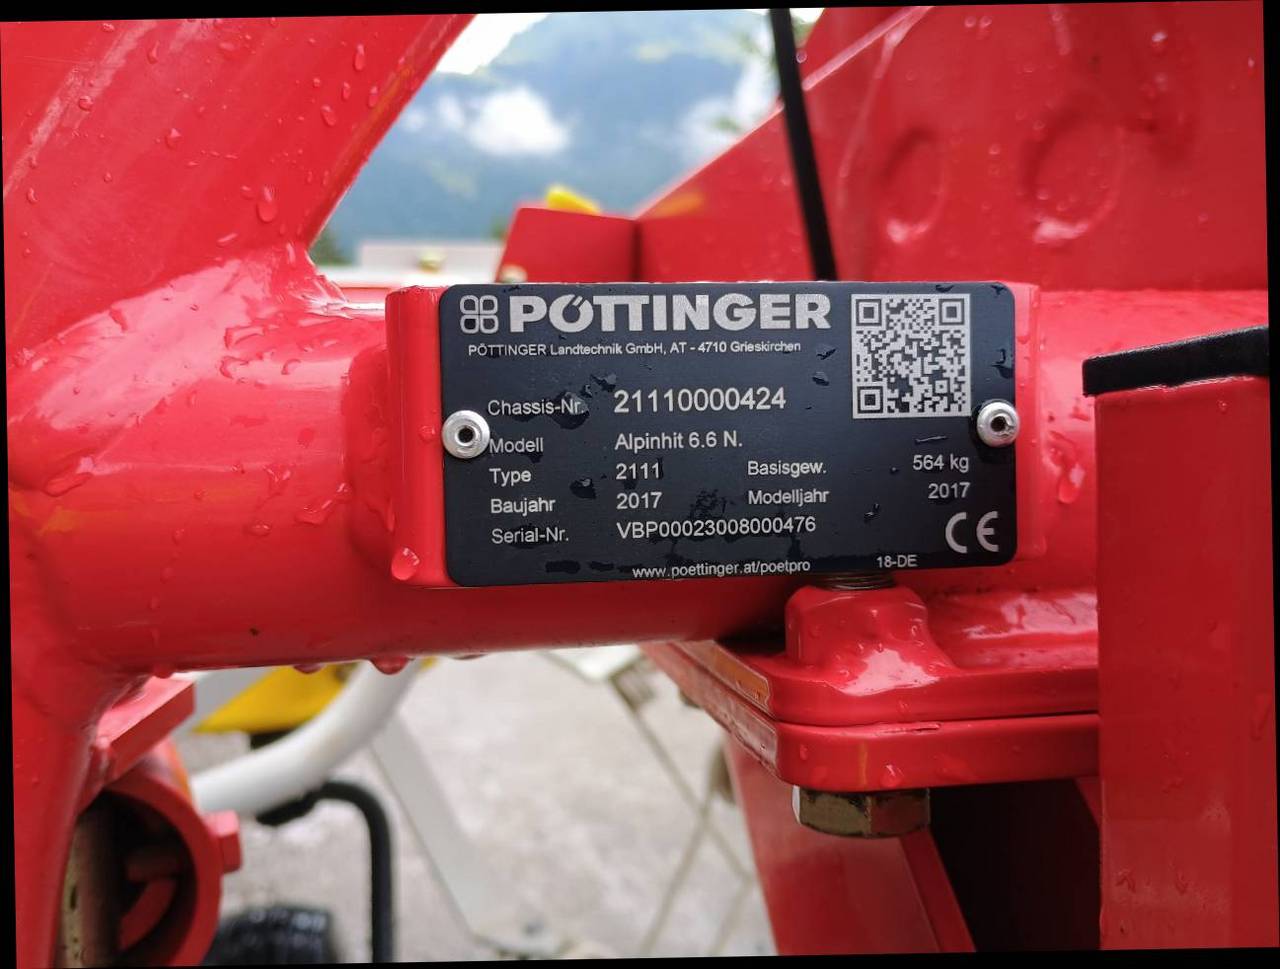 PÖTTINGER
PÖTTINGER Landtechnik GmbH, AT - 4710 Grieskirchen
Chassis-Nr. 21110000424
Modell Alpinhit 6.6 N.
Type 2111 Basisgew. 564 kg
Baujahr 2017 Modelljahr 2017
Serial-Nr. VBP00023008000476
CE
www.poettinger.at/poetpro 18-DE